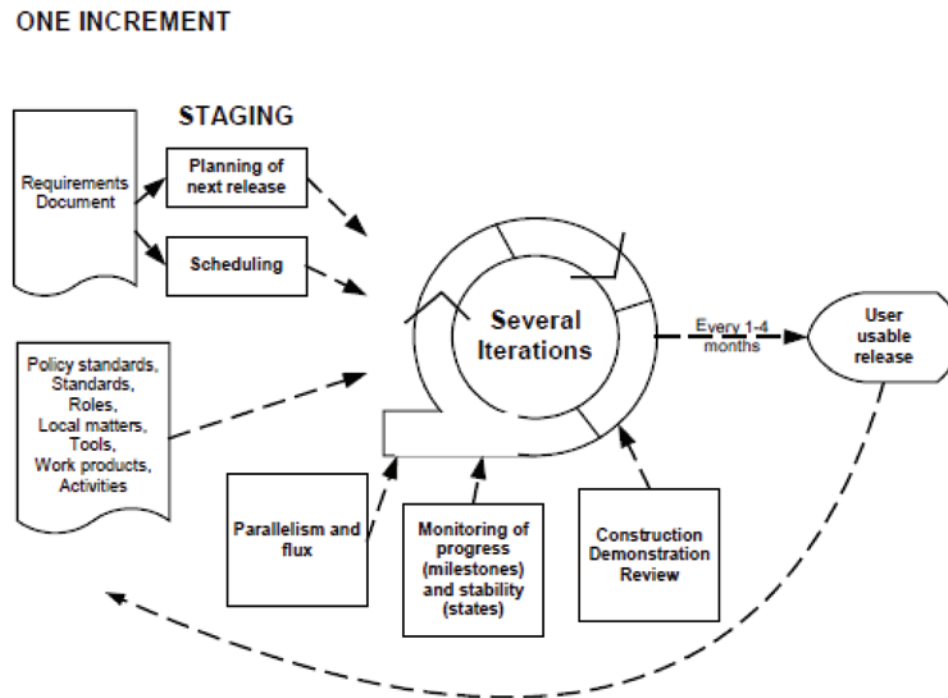 ONE INCREMENT
STAGING
Requirements
Document
Planning of
next release
Scheduling
Policy standards,
Standards,
Roles,
Local matters,
Tools,
Work products,
Activities
Several
Iterations
Every 1-4
months
User
usable
release
Parallelism and
flux
Monitoring of
progress
(milestones)
and stability
(states)
Construction
Demonstration
Review